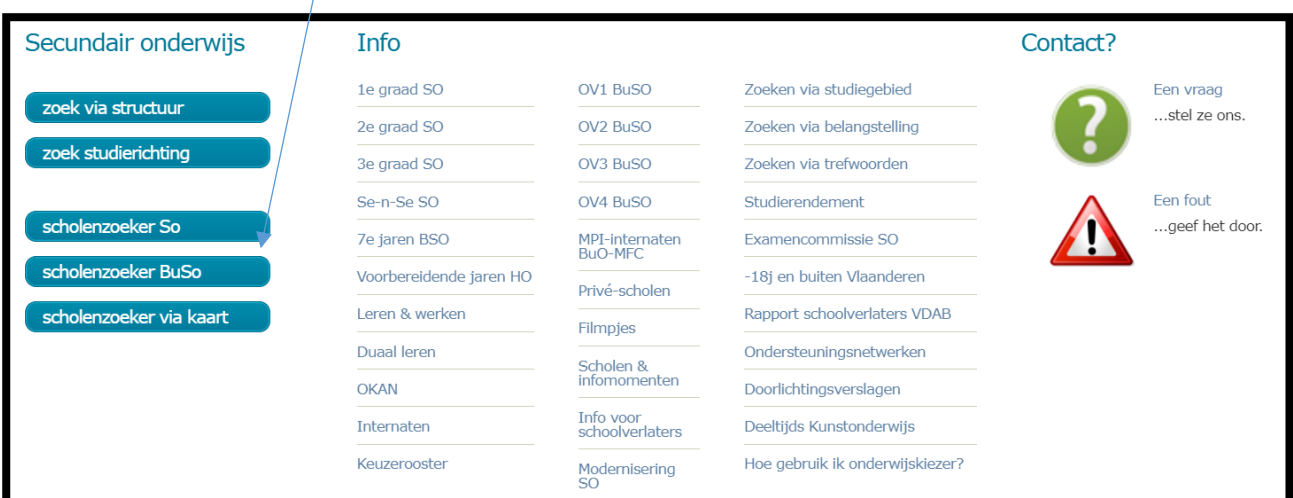 Secundair onderwijs
zoek via structuur
zoek studierichting
scholenzoeker So
scholenzoeker BuSo
scholenzoeker via kaart
Info
1e graad SO
2e graad SO
3e graad SO
Se-n-Se SO
7e jaren BSO
Voorbereidende jaren HO
Leren & werken
Duaal leren
OKAN
Internaten
Keuzerooster
OV1 BuSO
OV2 BuSO
OV3 BuSO
OV4 BuSO
MPI-internaten
BuO-MFC
Privé-scholen
Filmpjes
Scholen &
infomomenten
Info voor
schoolverlaters
Modernisering
SO
Zoeken via studiegebied
Zoeken via belangstelling
Zoeken via trefwoorden
Studierendement
Examencommissie SO
-18j en buiten Vlaanderen
Rapport schoolverlaters VDAB
Ondersteuningsnetwerken
Doorlichtingsverslagen
Deeltijds Kunstonderwijs
Hoe gebruik ik onderwijskiezer?
Contact?
?
Een vraag
...stel ze ons.
!
Een fout
...geef het door.